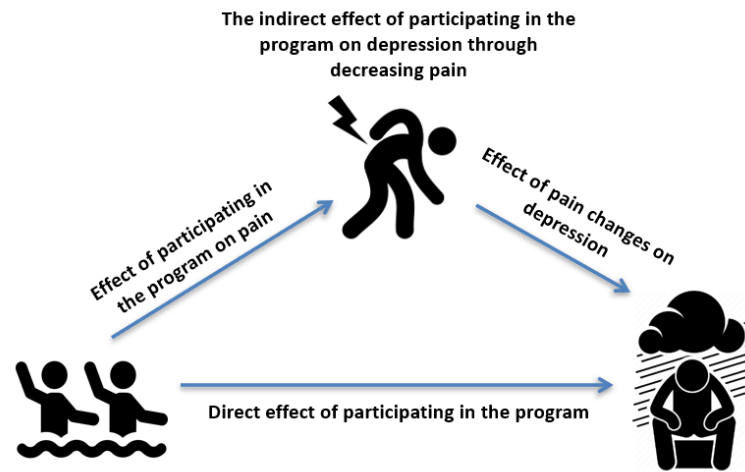 The indirect effect of participating in the
program on depression through
decreasing pain
Effect of participating in
the program on pain
Effect of pain changes on
depression
Direct effect of participating in the program